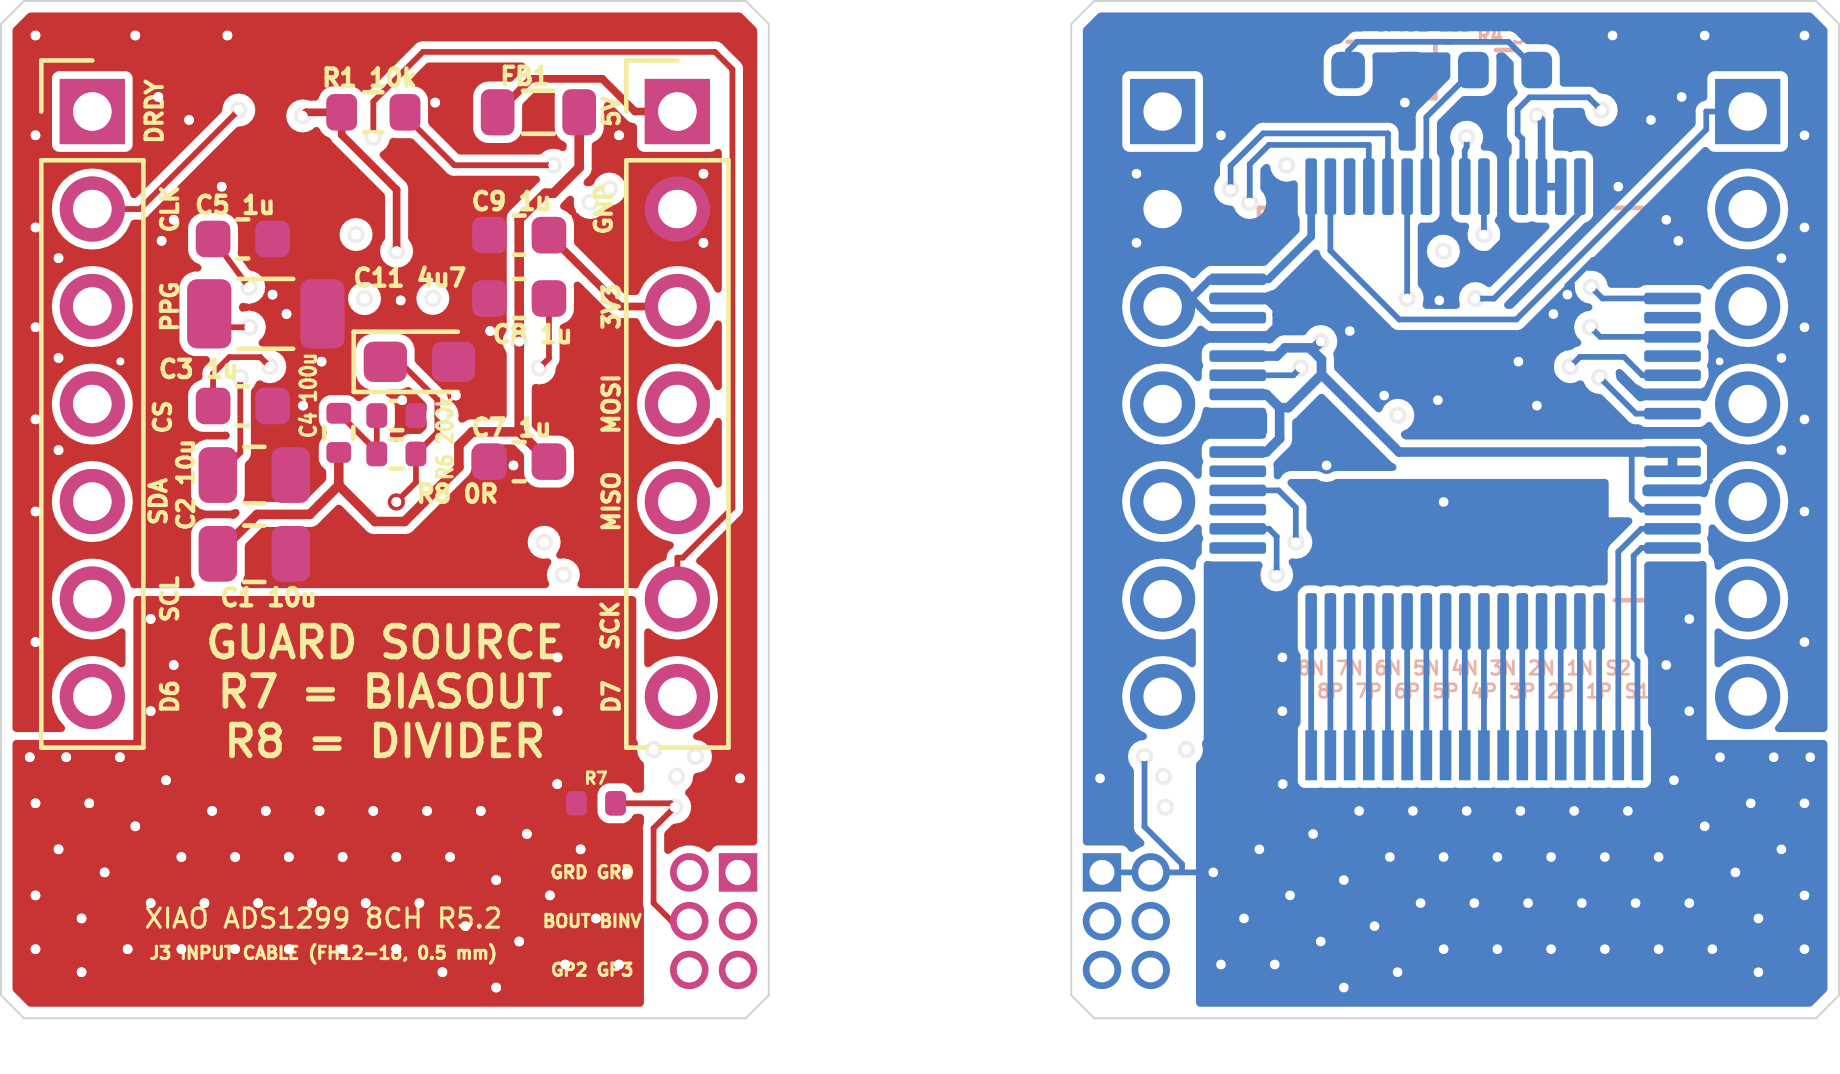 R1 10k
FB1
DRDY
5V
CLK
C5 1u
C9 1u
GND
C11 4u7
PPG
3V3
C8 1u
C3 1u
C4 100u
CS
R6 200k
MOSI
C7 1u
C2 10u
SDA
R8 0R
MISO
C1 10u
SCL
SCK
GUARD SOURCE
R7 = BIASOUT
R8 = DIVIDER
D6
D7
R7
GRD GRD
XIAO ADS1299 8CH R5.2
BOUT BINV
J3 INPUT CABLE (FH12-18, 0.5 mm)
GP2 GP3
R4
8N 7N 6N 5N 4N 3N 2N 1N S2
8P 7P 6P 5P 4P 3P 2P 1P S1